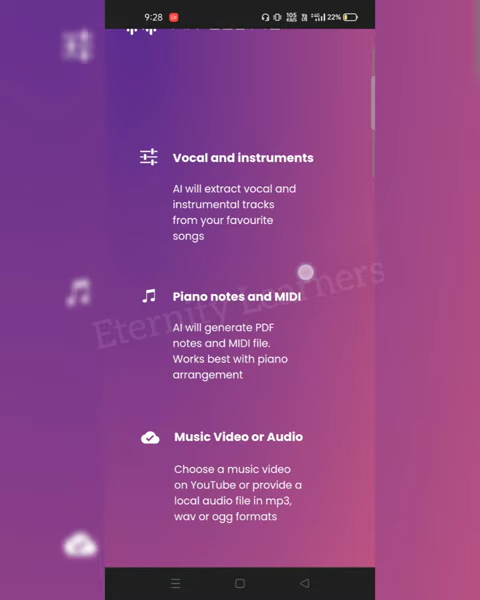 9:28
105
KB/S
22%
Vocal and instruments
AI will extract vocal and
instrumental tracks
from your favourite
songs
Piano notes and MIDI
Eternity Learners
AI will generate PDF
notes and MIDI file.
Works best with piano
arrangement
Music Video or Audio
Choose a music video
on YouTube or provide a
local audio file in mp3,
wav or ogg formats